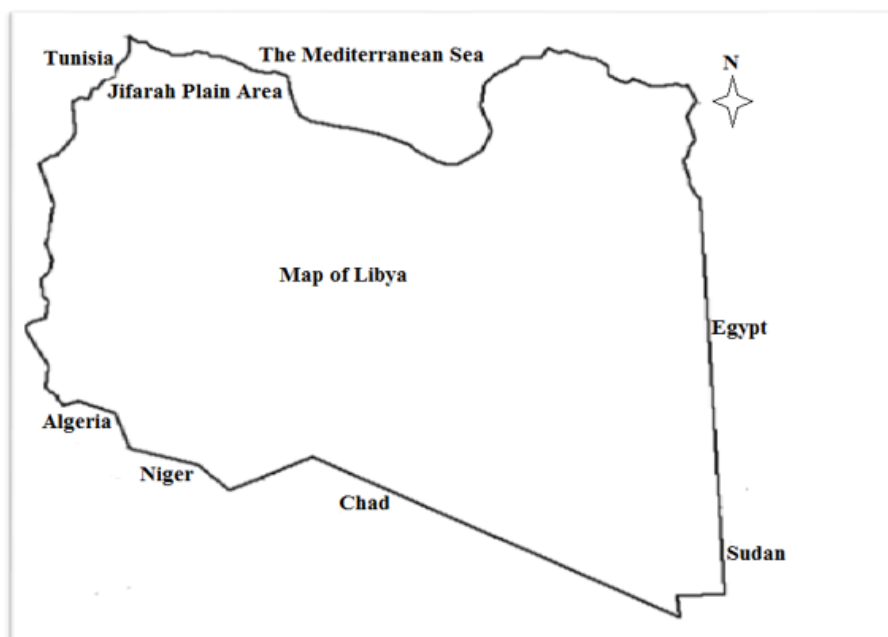 Tunisia
The Mediterranean Sea
N
Jifarah Plain Area
Map of Libya
Egypt
Algeria
Niger
Chad
Sudan